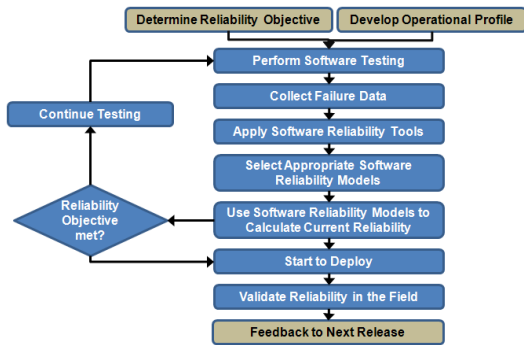 Determine Reliability Objective
Develop Operational Profile
Perform Software Testing
Collect Failure Data
Continue Testing
Apply Software Reliability Tools
Select Appropriate Software
Reliability Models
Reliability
Objective
met?
Use Software Reliability Models to
Calculate Current Reliability
Start to Deploy
Validate Reliability in the Field
Feedback to Next Release